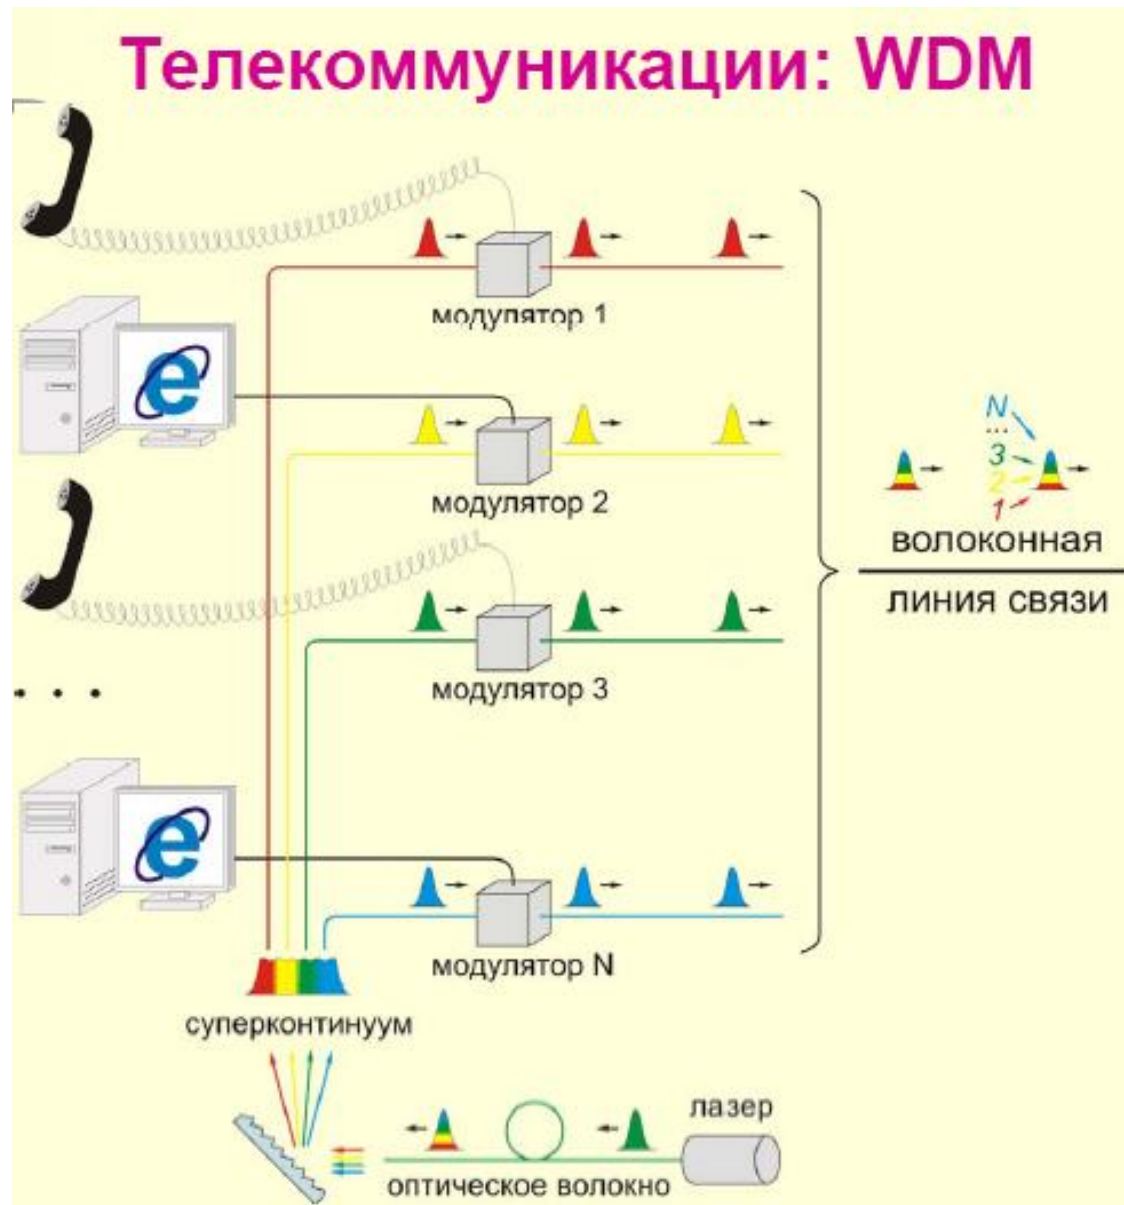 Телекоммуникации: WDM
модулятор 1
модулятор 2
модулятор 3
модулятор N
N
...
3
2
1
волоконная
линия связи
...
суперконтинуум
лазер
оптическое волокно